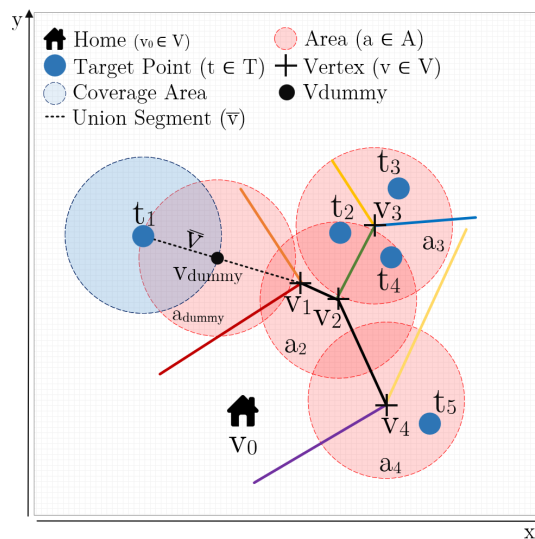 y
Home (v₀ ∈ V)
Area (a ∈ A)
Target Point (t ∈ T)
Vertex (v ∈ V)
Coverage Area
Vdummy
Union Segment (v̅)
t₃
t₁
t₂
v₃
V̅
a₃
Vdummy
t₄
v₁
v₂
adummy
a₂
t₅
v₄
v₀
a₄
x